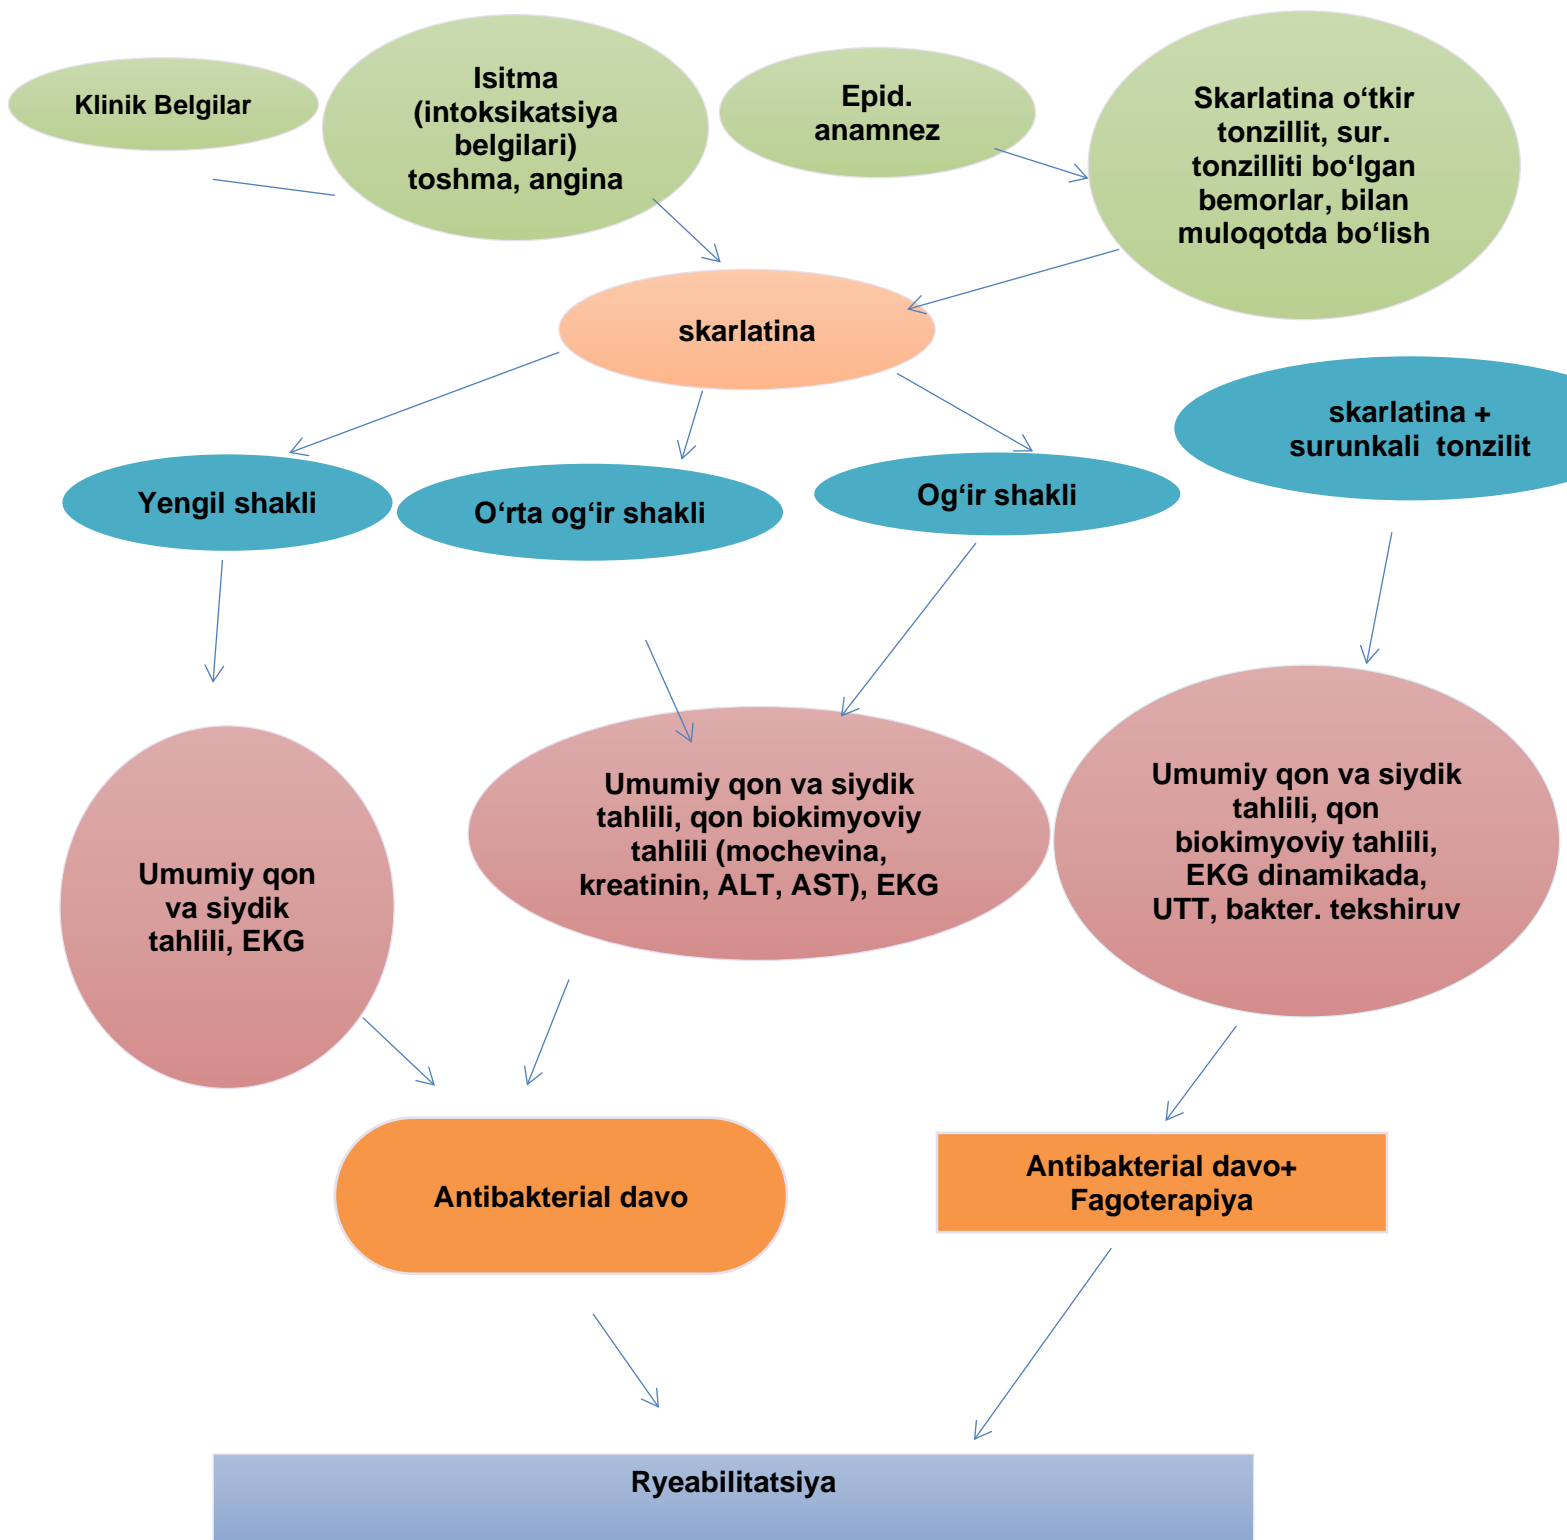 Klinik Belgilar
Isitma
(intoksikatsiya
belgilari)
toshma, angina
Epid.
anamnez
Skarlatina o‘tkir
tonzillit, sur.
tonzilliti bo‘lgan
bemorlar, bilan
muloqotda bo‘lish
skarlatina
skarlatina +
surunkali  tonzilit
Yengil shakli
O‘rta og‘ir shakli
Og‘ir shakli
Umumiy qon
va siydik
tahlili, EKG
Umumiy qon va siydik
tahlili, qon biokimyoviy
tahlili (mochevina,
kreatinin, ALT, AST), EKG
Umumiy qon va siydik
tahlili, qon
biokimyoviy tahlili,
EKG dinamikada,
UTT, bakter. tekshiruv
Antibakterial davo
Antibakterial davo+
Fagoterapiya
Ryeabilitatsiya